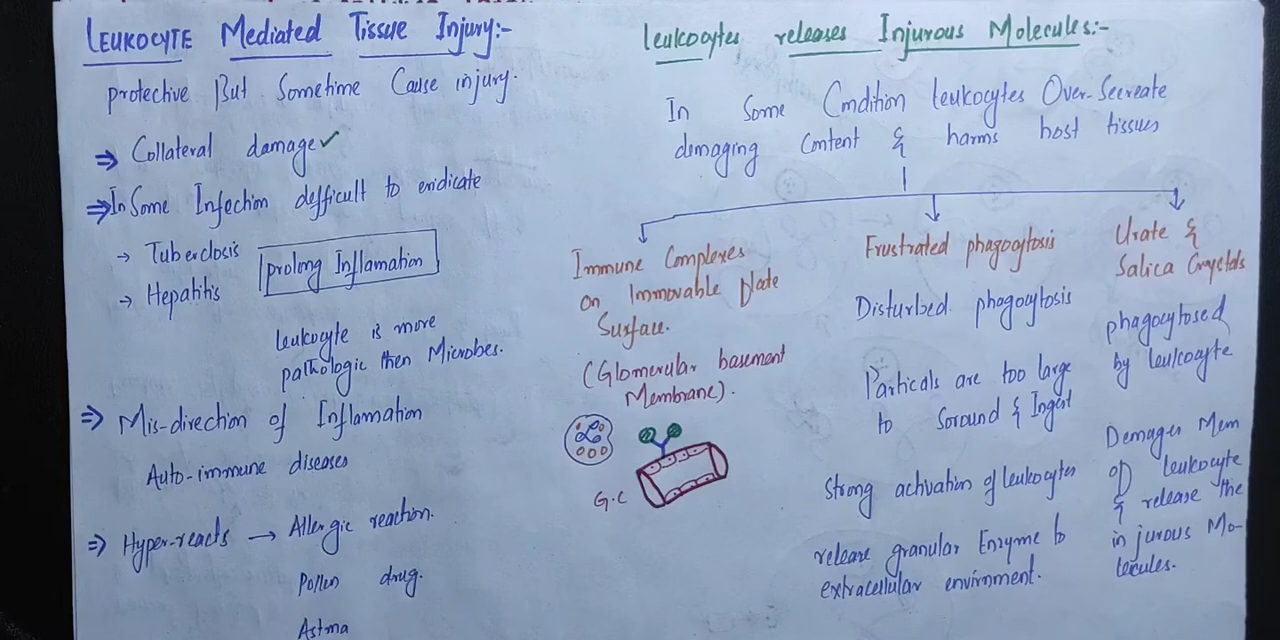 LEUKOCYTE Mediated Tissue Injury:-
protective But Sometime Cause injury.
⇒ Collateral damage✓
⇒ In Some Infection defficult to eridicate
→ Tuberclosis
→ Hepatitis
prolong Inflamation
leukocyte is more
pathologic then Microbes.
⇒ Mis-direction of Inflamation
Auto-immune diseases
⇒ Hyper-reacts → Allergic reaction.
Pollen drug.
Astma
leukocytes releases Injurous Molecules:-
In Some Condition leukocytes Over-Secreate
demaging Content & harms host tissues
Immune Complexes
on Immovable plate
Surface.
(Glomerular basement
Membrane).
G.C
Frustrated phagocytosis
Disturbed phagocytosis
Particals are too large
to Soround & Ingest
Strong activation of leukocytes
release granular Enzyme to
extracellular envirnment.
Urate &
Salica Crystals
phagocytosed
by leukcoyte
Demages Mem
of leukocyte
& release the
injurous Mo-
lecules.